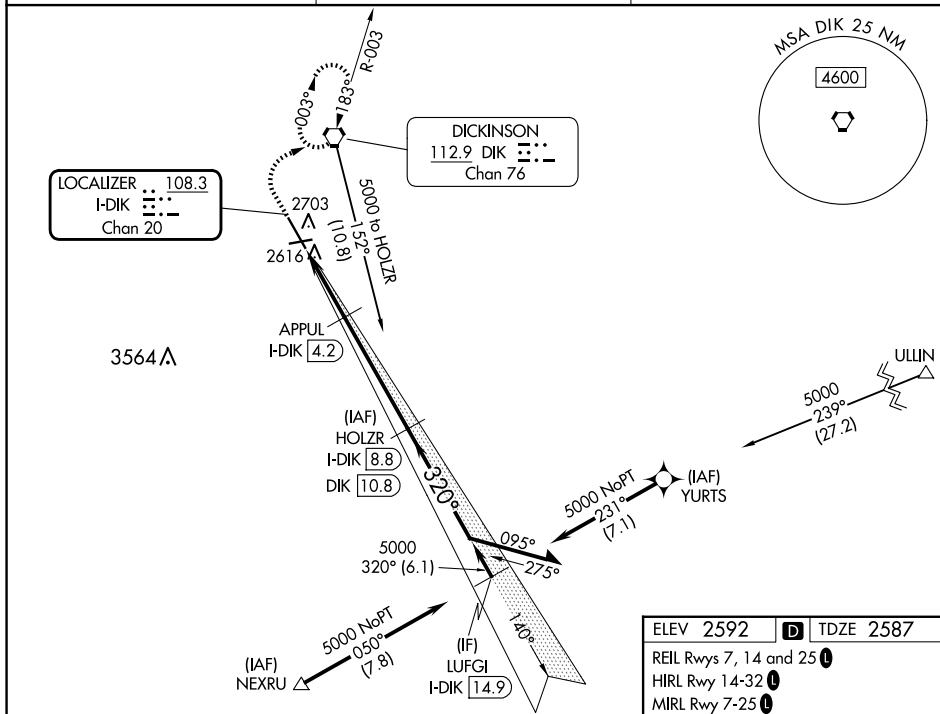 R-003
003°
183°
MSA DIK 25 NM
4600
DICKINSON
112.9 DIK
Chan 76
LOCALIZER 108.3
I-DIK
Chan 20
2703
2616
5000 to HOLZR
152°
(10.8)
APPUL
I-DIK 4.2
3564
ULLIN
5000
239°
(27.2)
(IAF)
HOLZR
I-DIK 8.8
DIK 10.8
320°
(IAF)
YURTS
5000 NoPT
231°
(7.1)
095°
275°
5000
320° (6.1)
140°
5000 NoPT
050°
(7.8)
(IAF)
NEXRU
(IF)
LUFGI
I-DIK 14.9
ELEV 2592 D TDZE 2587
REIL Rwys 7, 14 and 25 L
HIRL Rwy 14-32 L
MIRL Rwy 7-25 L